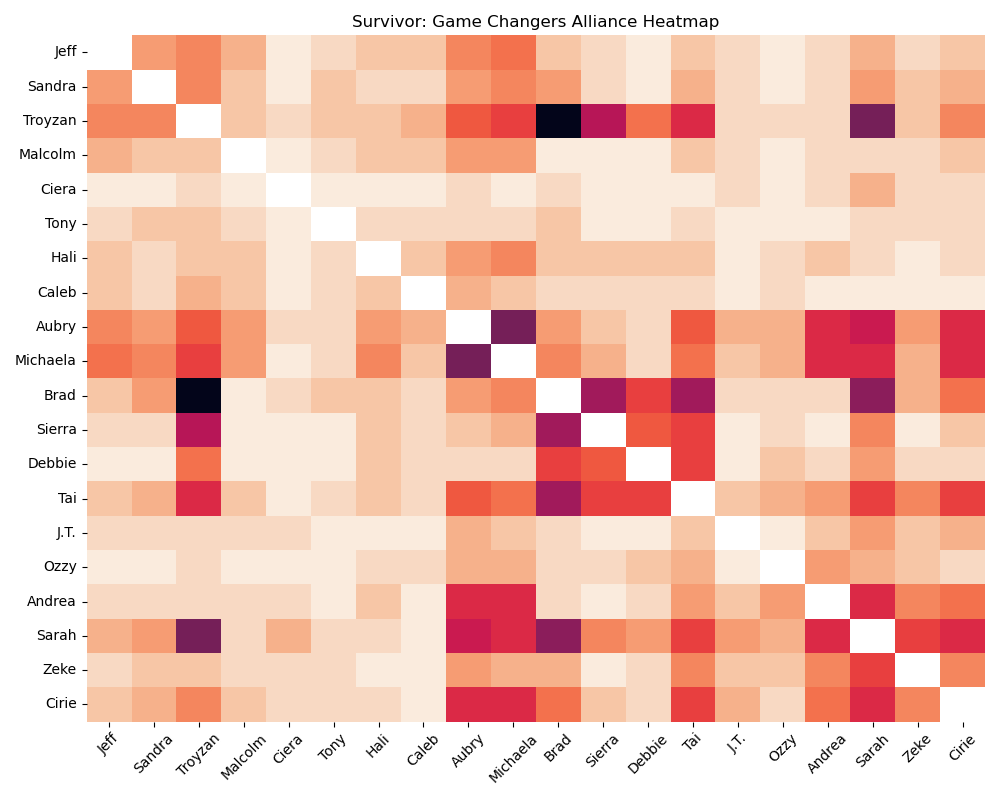 Survivor: Game Changers Alliance Heatmap
Jeff
Sandra
Troyzan
Malcolm
Ciera
Tony
Hali
Caleb
Aubry
Michaela
Brad
Sierra
Debbie
Tai
J.T.
Ozzy
Andrea
Sarah
Zeke
Cirie
Jeff
Sandra
Troyzan
Malcolm
Ciera
Tony
Hali
Caleb
Aubry
Michaela
Brad
Sierra
Debbie
Tai
J.T.
Ozzy
Andrea
Sarah
Zeke
Cirie